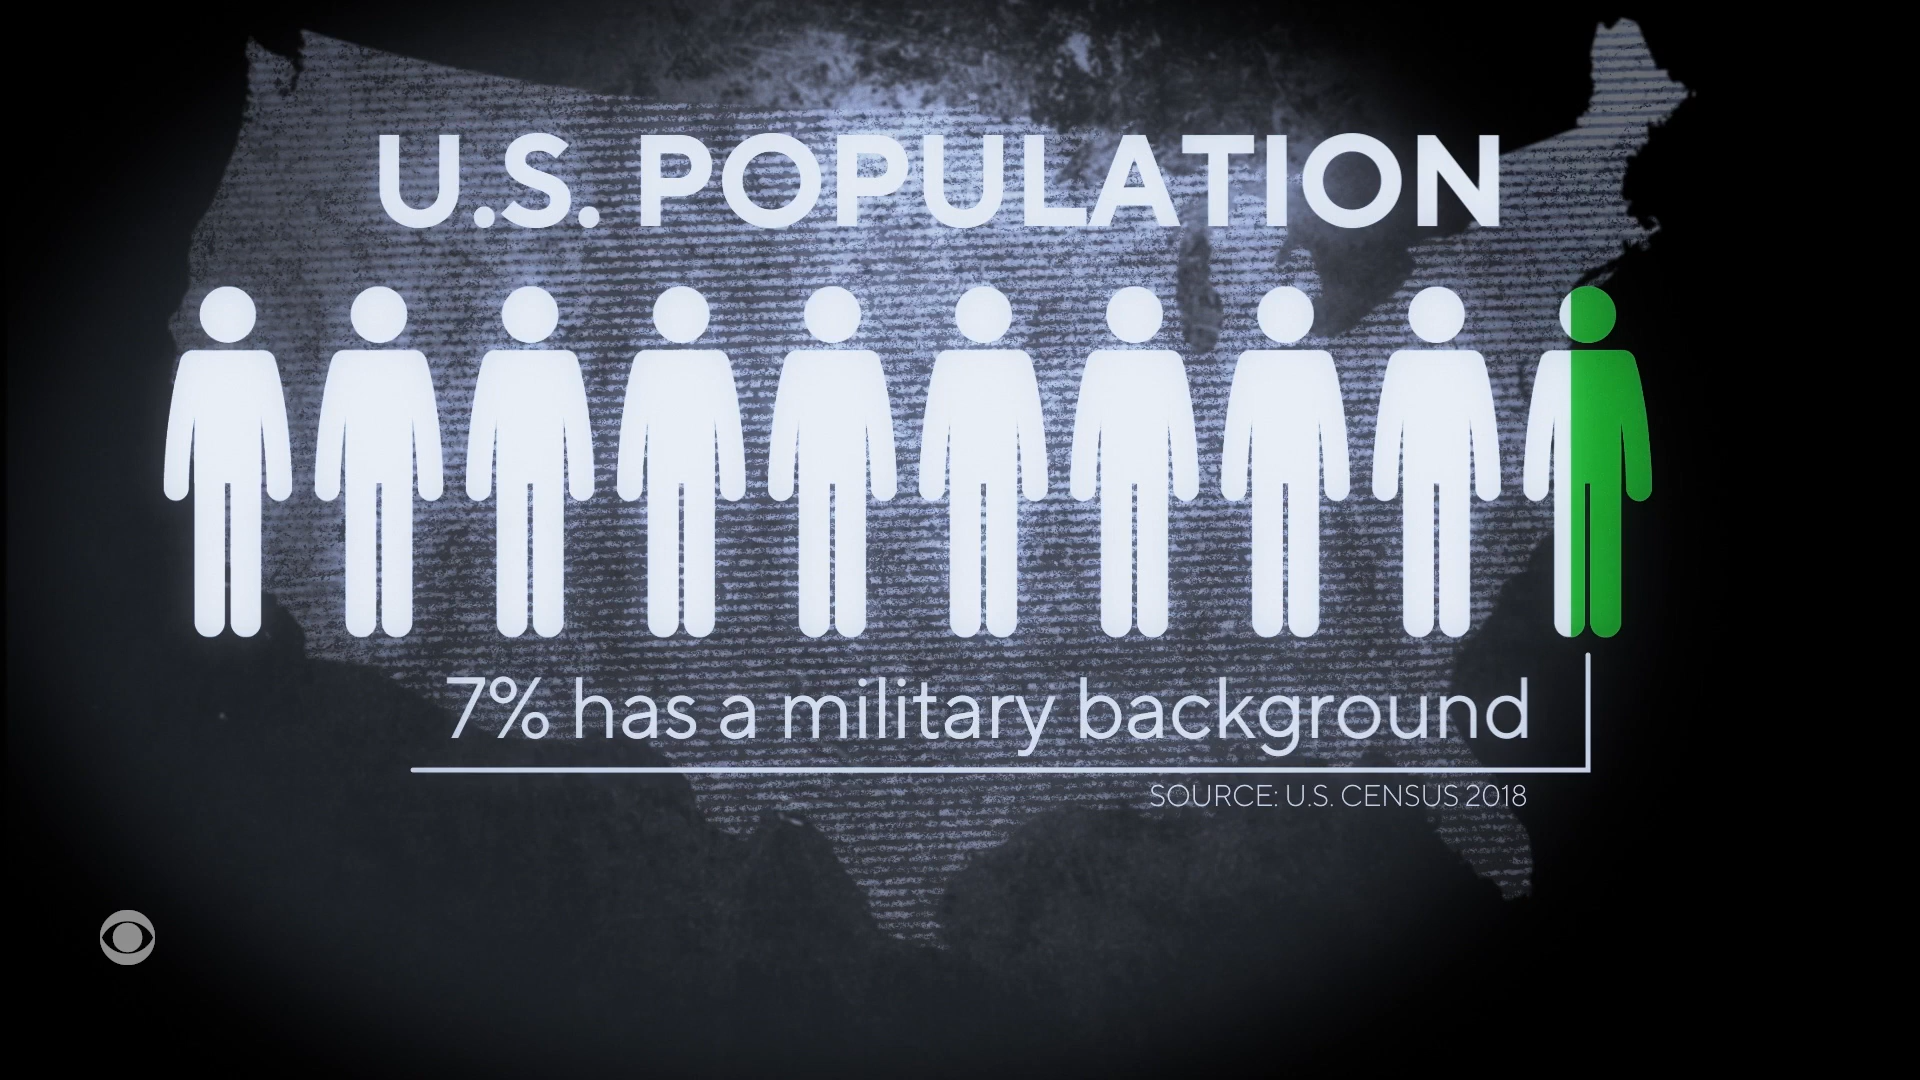 U.S. POPULATION
7% has a military background
SOURCE: U.S. CENSUS 2018